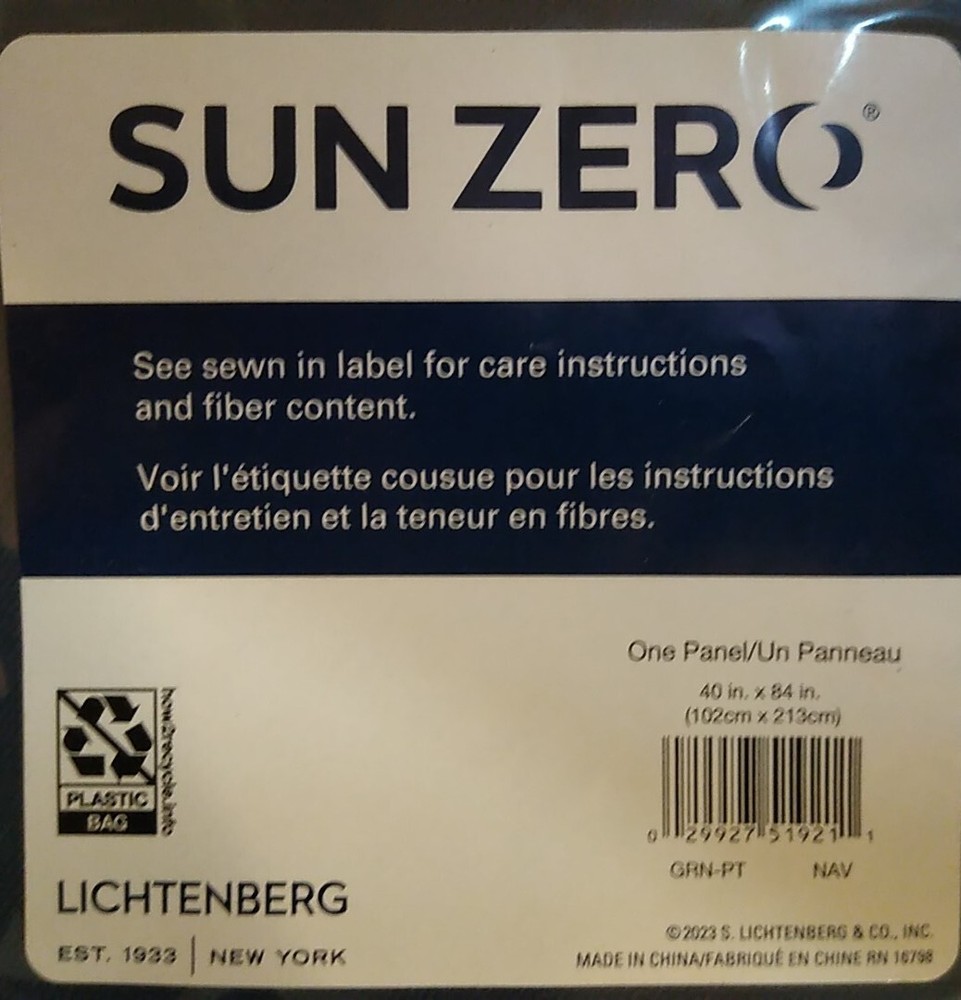 SUN ZERO®
See sewn in label for care instructions
and fiber content.
Voir l'étiquette cousue pour les instructions
d'entretien et la teneur en fibres.
One Panel/Un Panneau
40 in. x 84 in.
(102cm x 213cm)
how2recycle.info
PLASTIC
BAG
0 29927 51921 1
GRN-PT NAV
LICHTENBERG
EST. 1933 | NEW YORK
©2023 S. LICHTENBERG & CO., INC.
MADE IN CHINA/FABRIQUÉ EN CHINE RN 16798